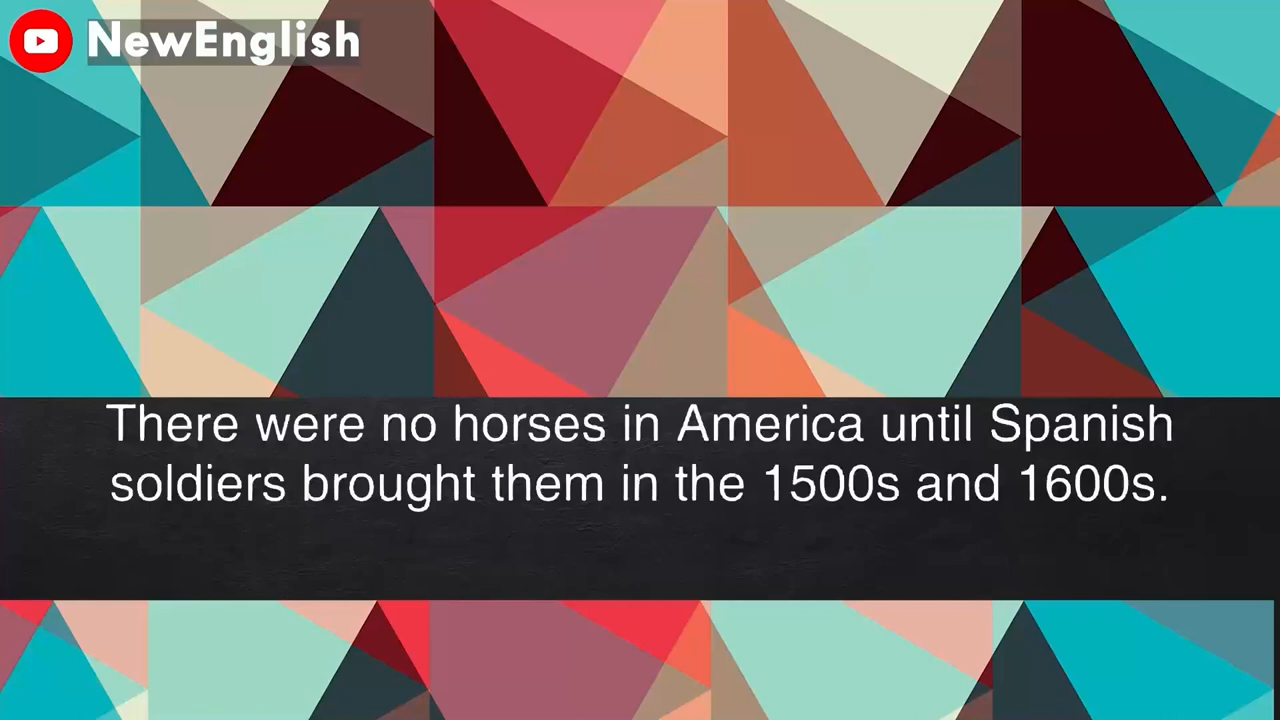 NewEnglish
There were no horses in America until Spanish
soldiers brought them in the 1500s and 1600s.